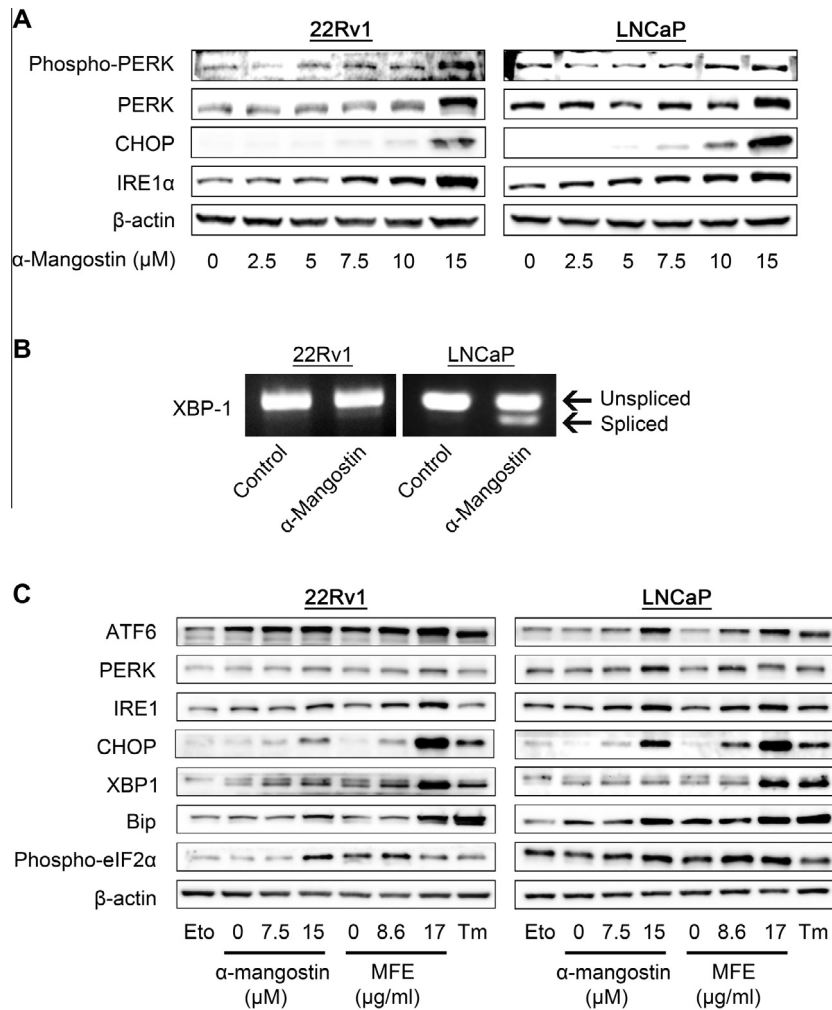 A
22Rv1 LNCaP
Phospho-PERK
PERK
CHOP
IRE1α
β-actin
α-Mangostin (μM) 0 2.5 5 7.5 10 15 0 2.5 5 7.5 10 15
B
22Rv1 LNCaP
XBP-1 Unspliced
Spliced
Control α-Mangostin Control α-Mangostin
C
22Rv1 LNCaP
ATF6
PERK
IRE1
CHOP
XBP1
Bip
Phospho-eIF2α
β-actin
Eto 0 7.5 15 0 8.6 17 Tm Eto 0 7.5 15 0 8.6 17 Tm
α-mangostin MFE α-mangostin MFE
(μM) (μg/ml) (μM) (μg/ml)